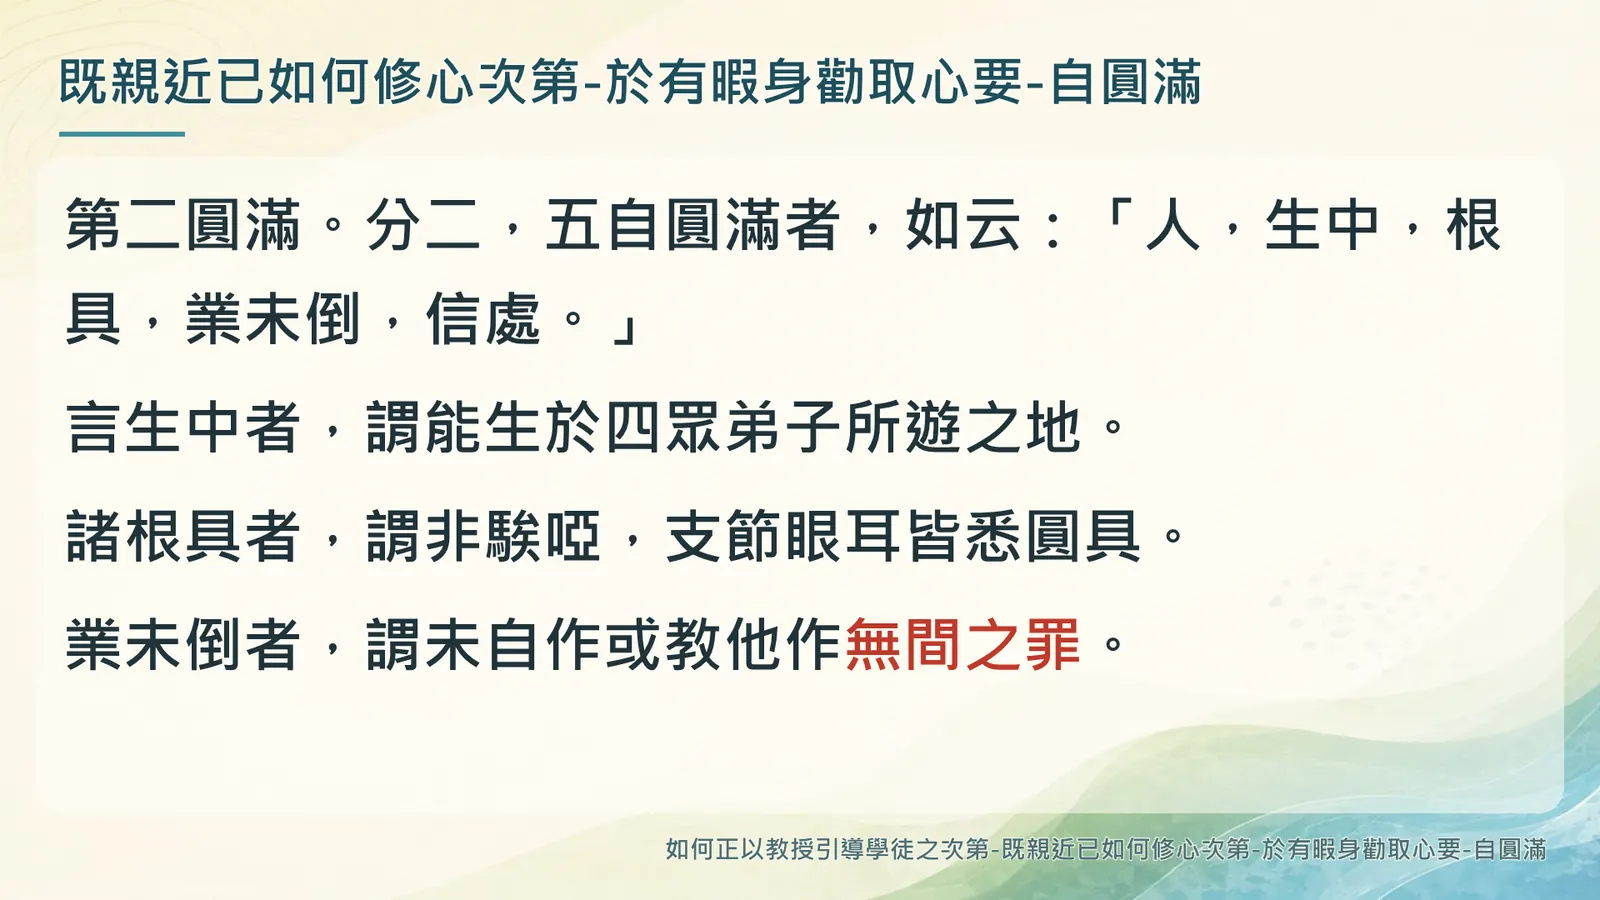 既親近已如何修心次第-於有暇身勸取心要-自圓滿
第二圓滿。分二，五自圓滿者，如云：「人，生中，根
具，業未倒，信處。」
言生中者，謂能生於四眾弟子所遊之地。
諸根具者，謂非騃啞，支節眼耳皆悉圓具。
業未倒者，謂未自作或教他作無間之罪。
如何正以教授引導學徒之次第-既親近已如何修心次第-於有暇身勸取心要-自圓滿